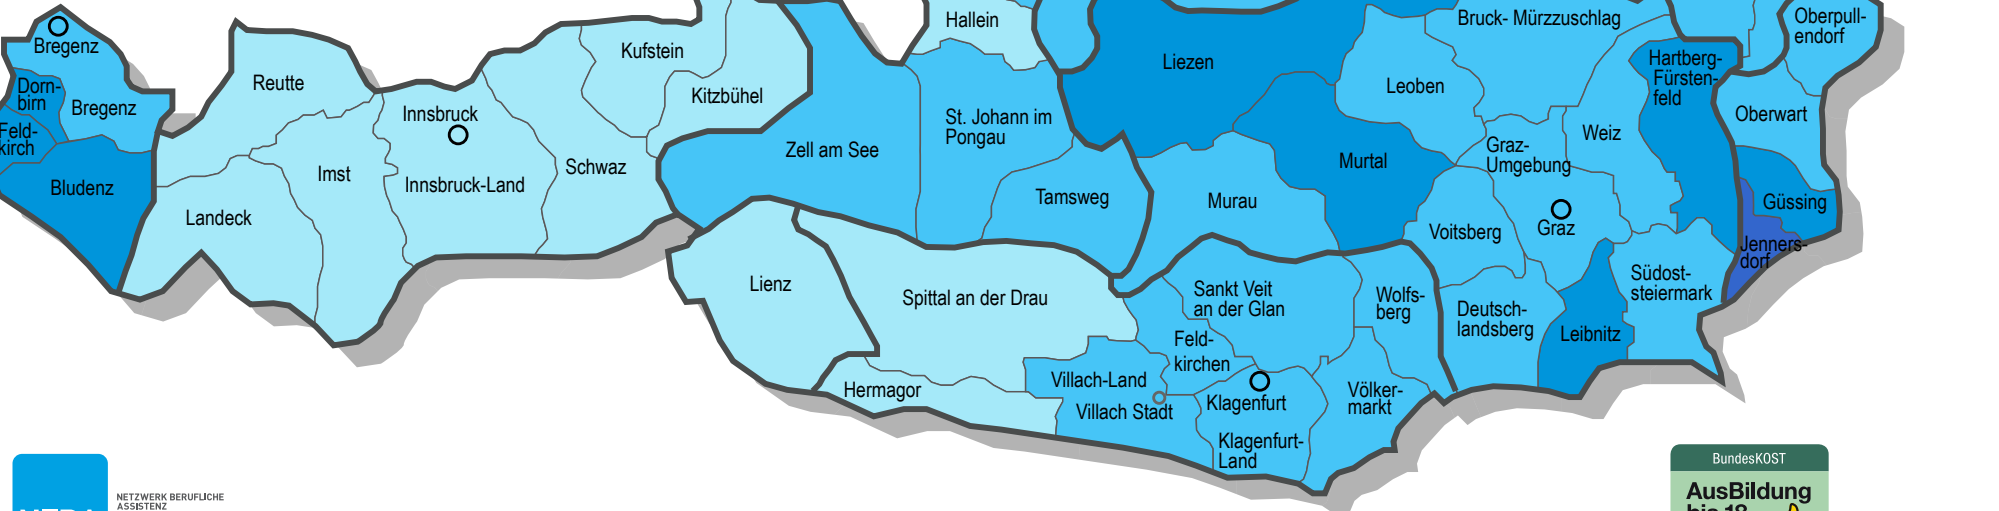 Bregenz
Dorn-
birn
Bregenz
Feld-
kirch
Bludenz
Reutte
Imst
Landeck
Innsbruck
Innsbruck-Land
Schwaz
Kufstein
Kitzbühel
Zell am See
Hallein
St. Johann im
Pongau
Tamsweg
Lienz
Spittal an der Drau
Hermagor
Liezen
Murau
Murtal
Leoben
Bruck- Mürzzuschlag
Weiz
Graz-
Umgebung
Graz
Voitsberg
Deutsch-
landsberg
Leibnitz
Südost-
steiermark
Hartberg-
Fürsten-
feld
Oberpull-
endorf
Oberwart
Güssing
Jenners-
dorf
Sankt Veit
an der Glan
Feld-
kirchen
Wolfs-
berg
Villach-Land
Villach Stadt
Klagenfurt
Klagenfurt-
Land
Völker-
markt
NETZWERK BERUFLICHE
ASSISTENZ
BundesKOST
AusBildung
bis 18